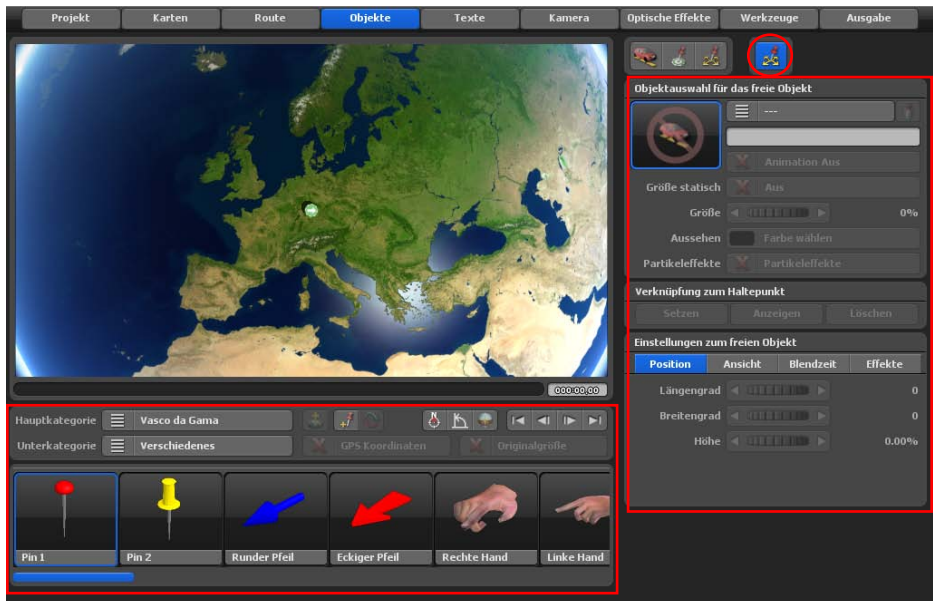 Projekt Karten Route Objekte Texte Kamera Optische Effekte Werkzeuge Ausgabe
Objektauswahl für das freie Objekt
---
Animation Aus
Größe statisch Aus
Größe 0%
Aussehen Farbe wählen
Partikeleffekte Partikeleffekte
Verknüpfung zum Haltepunkt
Setzen Anzeigen Löschen
Einstellungen zum freien Objekt
Position Ansicht Blendzeit Effekte
Längengrad 0
Breitengrad 0
Höhe 0.00%
000:00,00
Hauptkategorie Vasco da Gama
Unterkategorie Verschiedenes GPS Koordinaten Originalgröße
Pin 1 Pin 2 Runder Pfeil Eckiger Pfeil Rechte Hand Linke Hand